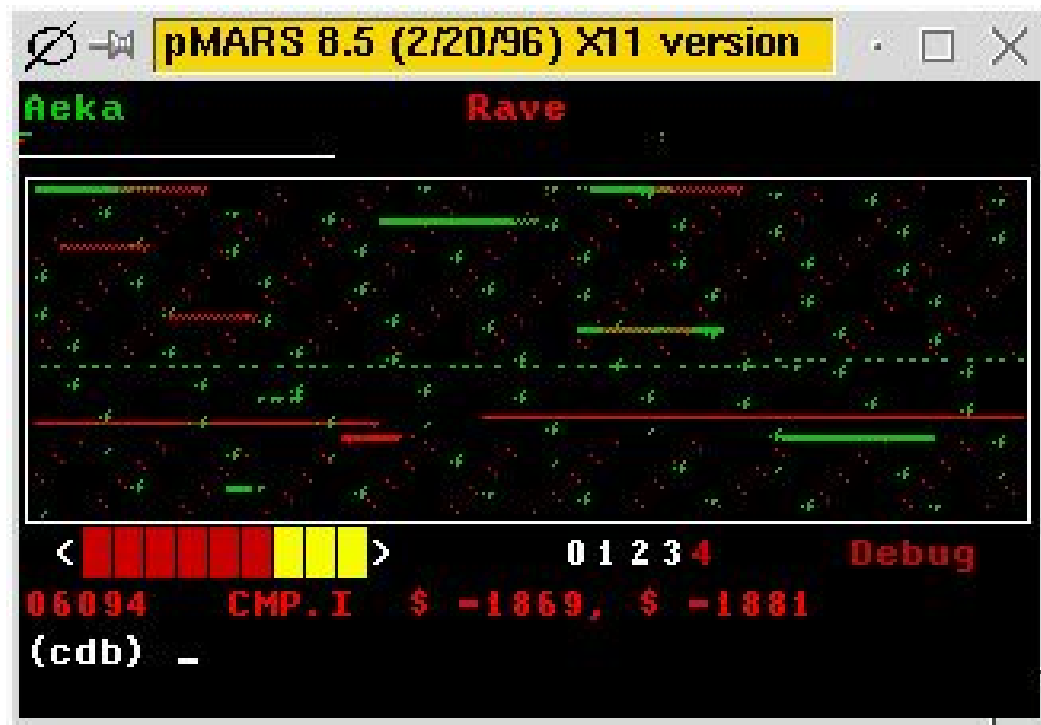 pMARS 8.5 (2/20/96) X11 version
Aeka Rave
< > 0 1 2 3 4 Debug
06094 CMP.I $ -1869, $ -1881
(cdb) _